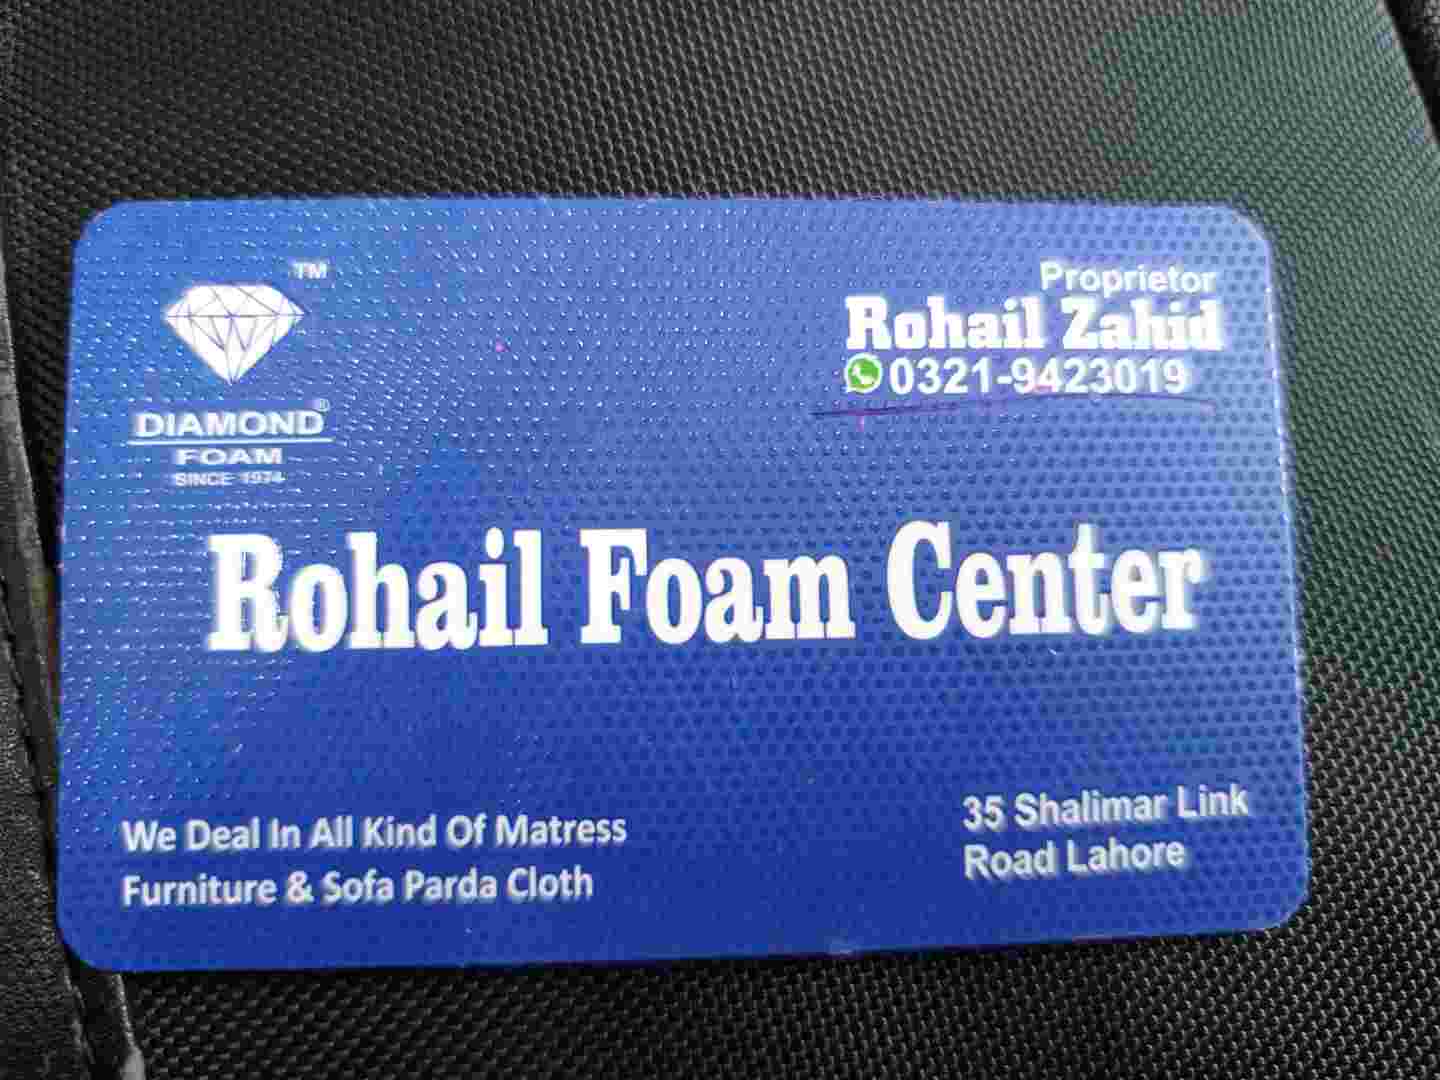 TM
DIAMOND®
FOAM
SINCE 1974
Proprietor
Rohail Zahid
0321-9423019
Rohail Foam Center
We Deal In All Kind Of Matress
Furniture & Sofa Parda Cloth
35 Shalimar Link
Road Lahore